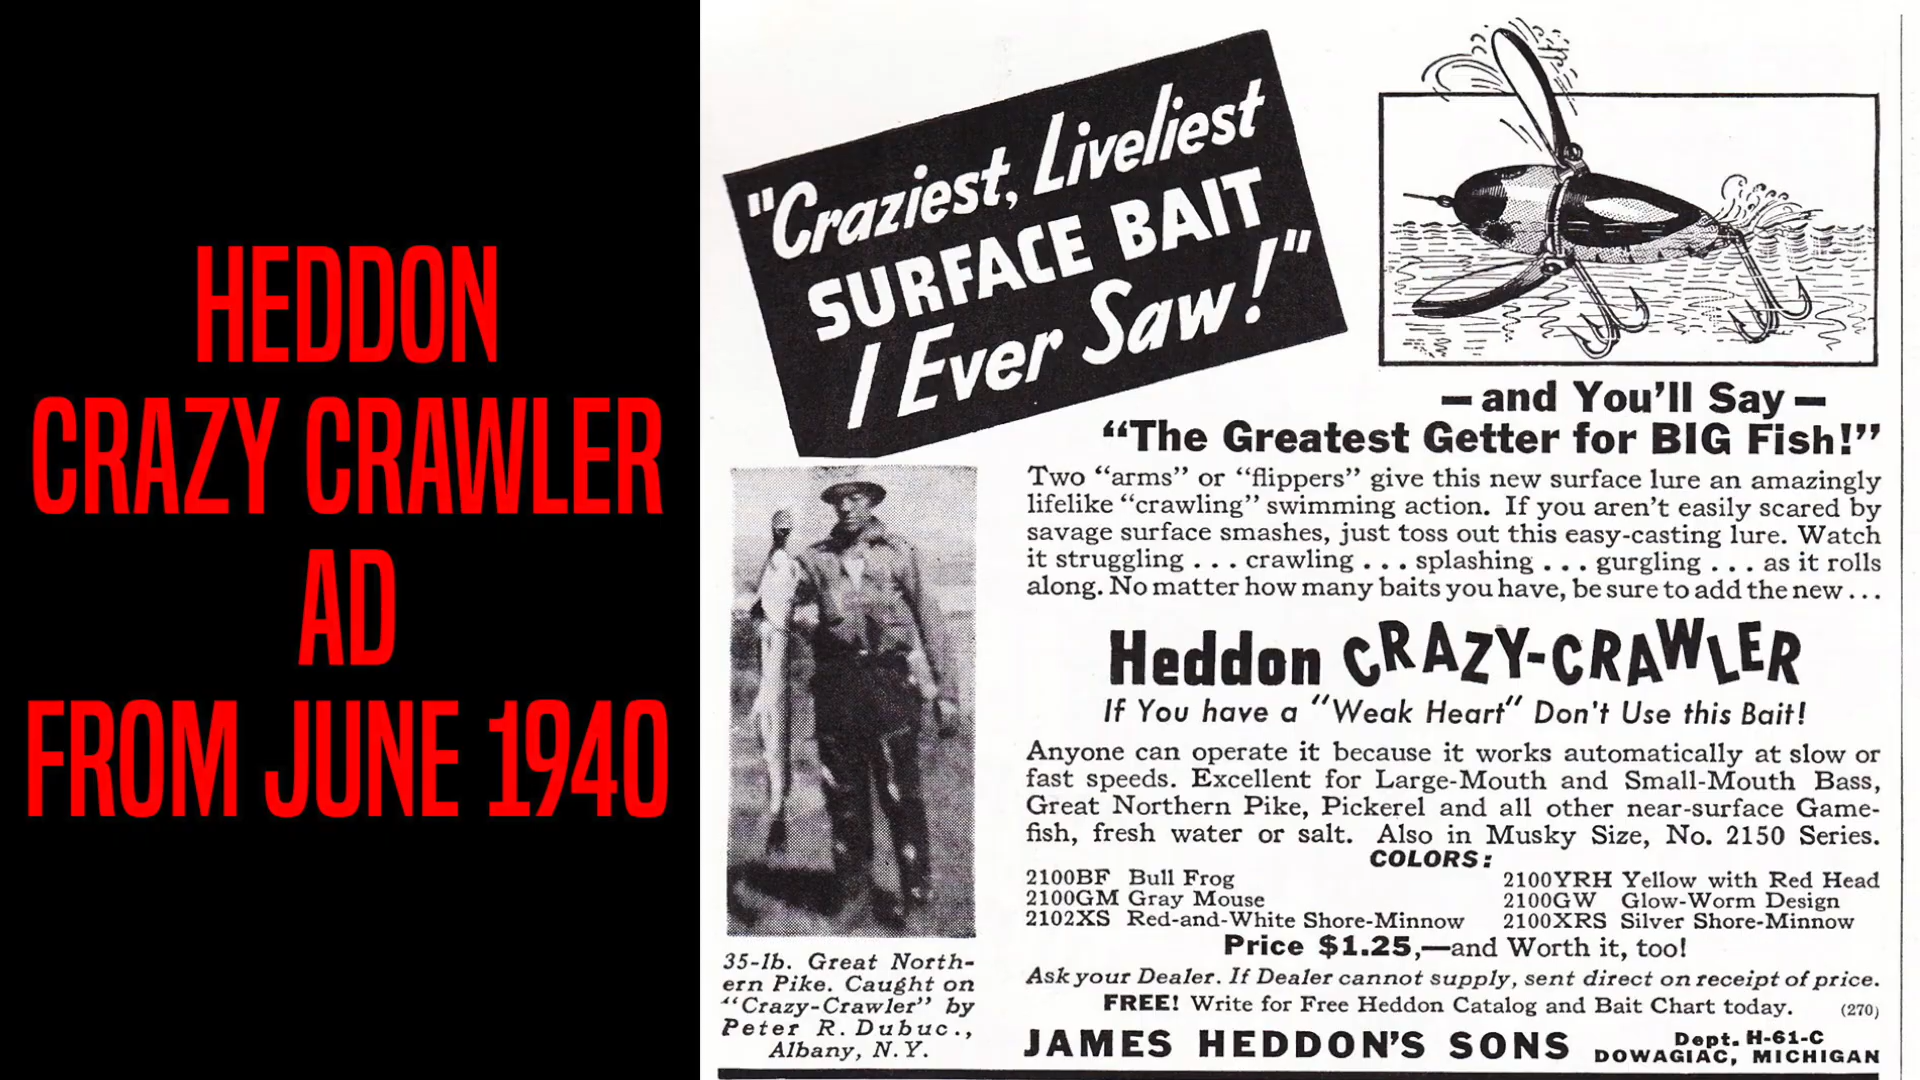 HEDDON
CRAZY CRAWLER
AD
FROM JUNE 1940
"Craziest, Liveliest
SURFACE BAIT
I Ever Saw!"
—and You'll Say—
"The Greatest Getter for BIG Fish!"
Two "arms" or "flippers" give this new surface lure an amazingly
lifelike "crawling" swimming action. If you aren't easily scared by
savage surface smashes, just toss out this easy-casting lure. Watch
it struggling . . . crawling . . . splashing . . . gurgling . . . as it rolls
along. No matter how many baits you have, be sure to add the new . . .
Heddon CRAZY-CRAWLER
If You have a "Weak Heart" Don't Use this Bait!
Anyone can operate it because it works automatically at slow or
fast speeds. Excellent for Large-Mouth and Small-Mouth Bass,
Great Northern Pike, Pickerel and all other near-surface Game-
fish, fresh water or salt. Also in Musky Size, No. 2150 Series.
COLORS:
2100BF Bull Frog
2100GM Gray Mouse
2102XS Red-and-White Shore-Minnow
2100YRH Yellow with Red Head
2100GW Glow-Worm Design
2100XRS Silver Shore-Minnow
Price $1.25,—and Worth it, too!
Ask your Dealer. If Dealer cannot supply, sent direct on receipt of price.
FREE! Write for Free Heddon Catalog and Bait Chart today. (270)
JAMES HEDDON'S SONS
Dept. H-61-C
DOWAGIAC, MICHIGAN
35-lb. Great North-
ern Pike. Caught on
"Crazy-Crawler" by
Peter R. Dubuc.,
Albany, N.Y.